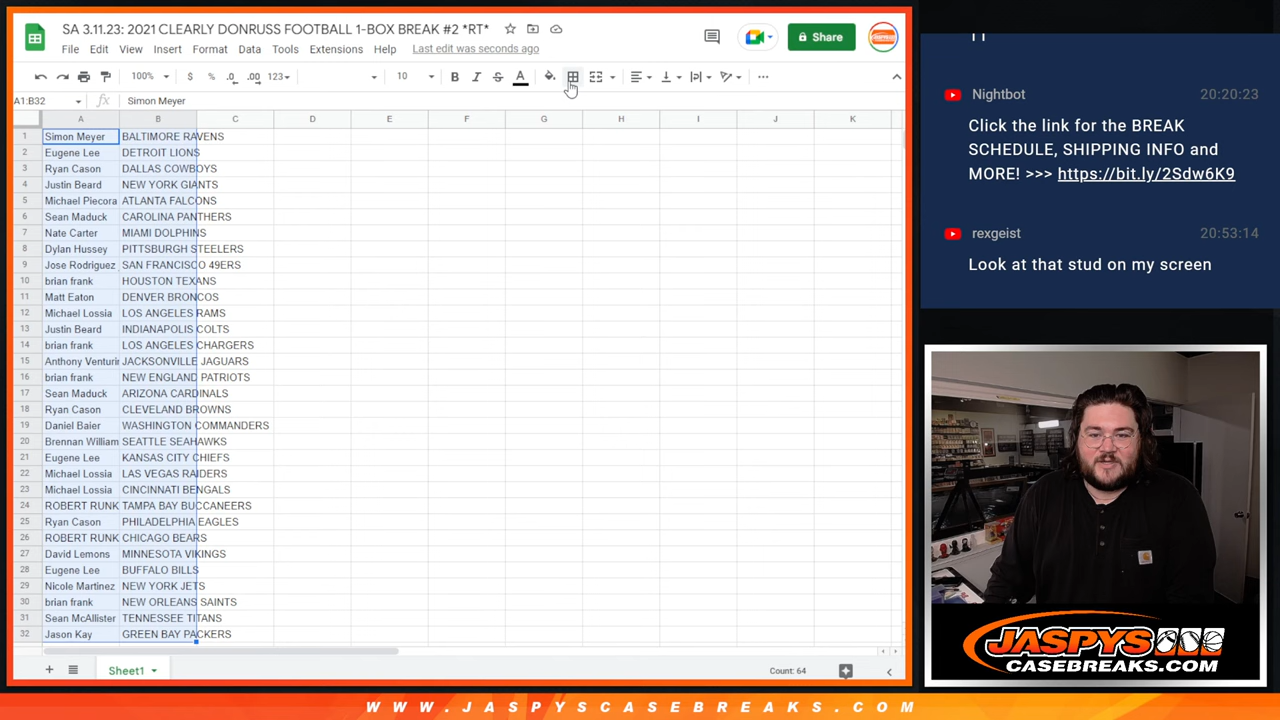 SA 3.11.23: 2021 CLEARLY DONRUSS FOOTBALL 1-BOX BREAK #2 *RT*
File Edit View Insert Format Data Tools Extensions Help Last edit was seconds ago
Share
100% $ % .0 .00 123 10 B I S A
A1:B32 fx Simon Meyer
A B C D E F G H I J K
1 Simon Meyer BALTIMORE RAVENS
2 Eugene Lee DETROIT LIONS
3 Ryan Cason DALLAS COWBOYS
4 Justin Beard NEW YORK GIANTS
5 Michael Piecora ATLANTA FALCONS
6 Sean Maduck CAROLINA PANTHERS
7 Nate Carter MIAMI DOLPHINS
8 Dylan Hussey PITTSBURGH STEELERS
9 Jose Rodriguez SAN FRANCISCO 49ERS
10 brian frank HOUSTON TEXANS
11 Matt Eaton DENVER BRONCOS
12 Michael Lossia LOS ANGELES RAMS
13 Justin Beard INDIANAPOLIS COLTS
14 brian frank LOS ANGELES CHARGERS
15 Anthony Venturin JACKSONVILLE JAGUARS
16 brian frank NEW ENGLAND PATRIOTS
17 Sean Maduck ARIZONA CARDINALS
18 Ryan Cason CLEVELAND BROWNS
19 Daniel Baier WASHINGTON COMMANDERS
20 Brennan William SEATTLE SEAHAWKS
21 Eugene Lee KANSAS CITY CHIEFS
22 Michael Lossia LAS VEGAS RAIDERS
23 Michael Lossia CINCINNATI BENGALS
24 ROBERT RUNK TAMPA BAY BUCCANEERS
25 Ryan Cason PHILADELPHIA EAGLES
26 ROBERT RUNK CHICAGO BEARS
27 David Lemons MINNESOTA VIKINGS
28 Eugene Lee BUFFALO BILLS
29 Nicole Martinez NEW YORK JETS
30 brian frank NEW ORLEANS SAINTS
31 Sean McAllister TENNESSEE TITANS
32 Jason Kay GREEN BAY PACKERS
Sheet1 Count: 64
Nightbot 20:20:23
Click the link for the BREAK
SCHEDULE, SHIPPING INFO and
MORE! >>> https://bit.ly/2Sdw6K9
rexgeist 20:53:14
Look at that stud on my screen
JASPYS
CASEBREAKS.COM
WWW.JASPYSCASEBREAKS.COM